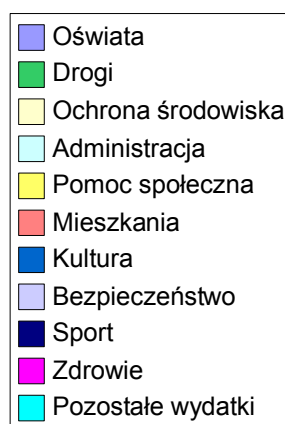 Oświata
Drogi
Ochrona środowiska
Administracja
Pomoc społeczna
Mieszkania
Kultura
Bezpieczeństwo
Sport
Zdrowie
Pozostałe wydatki